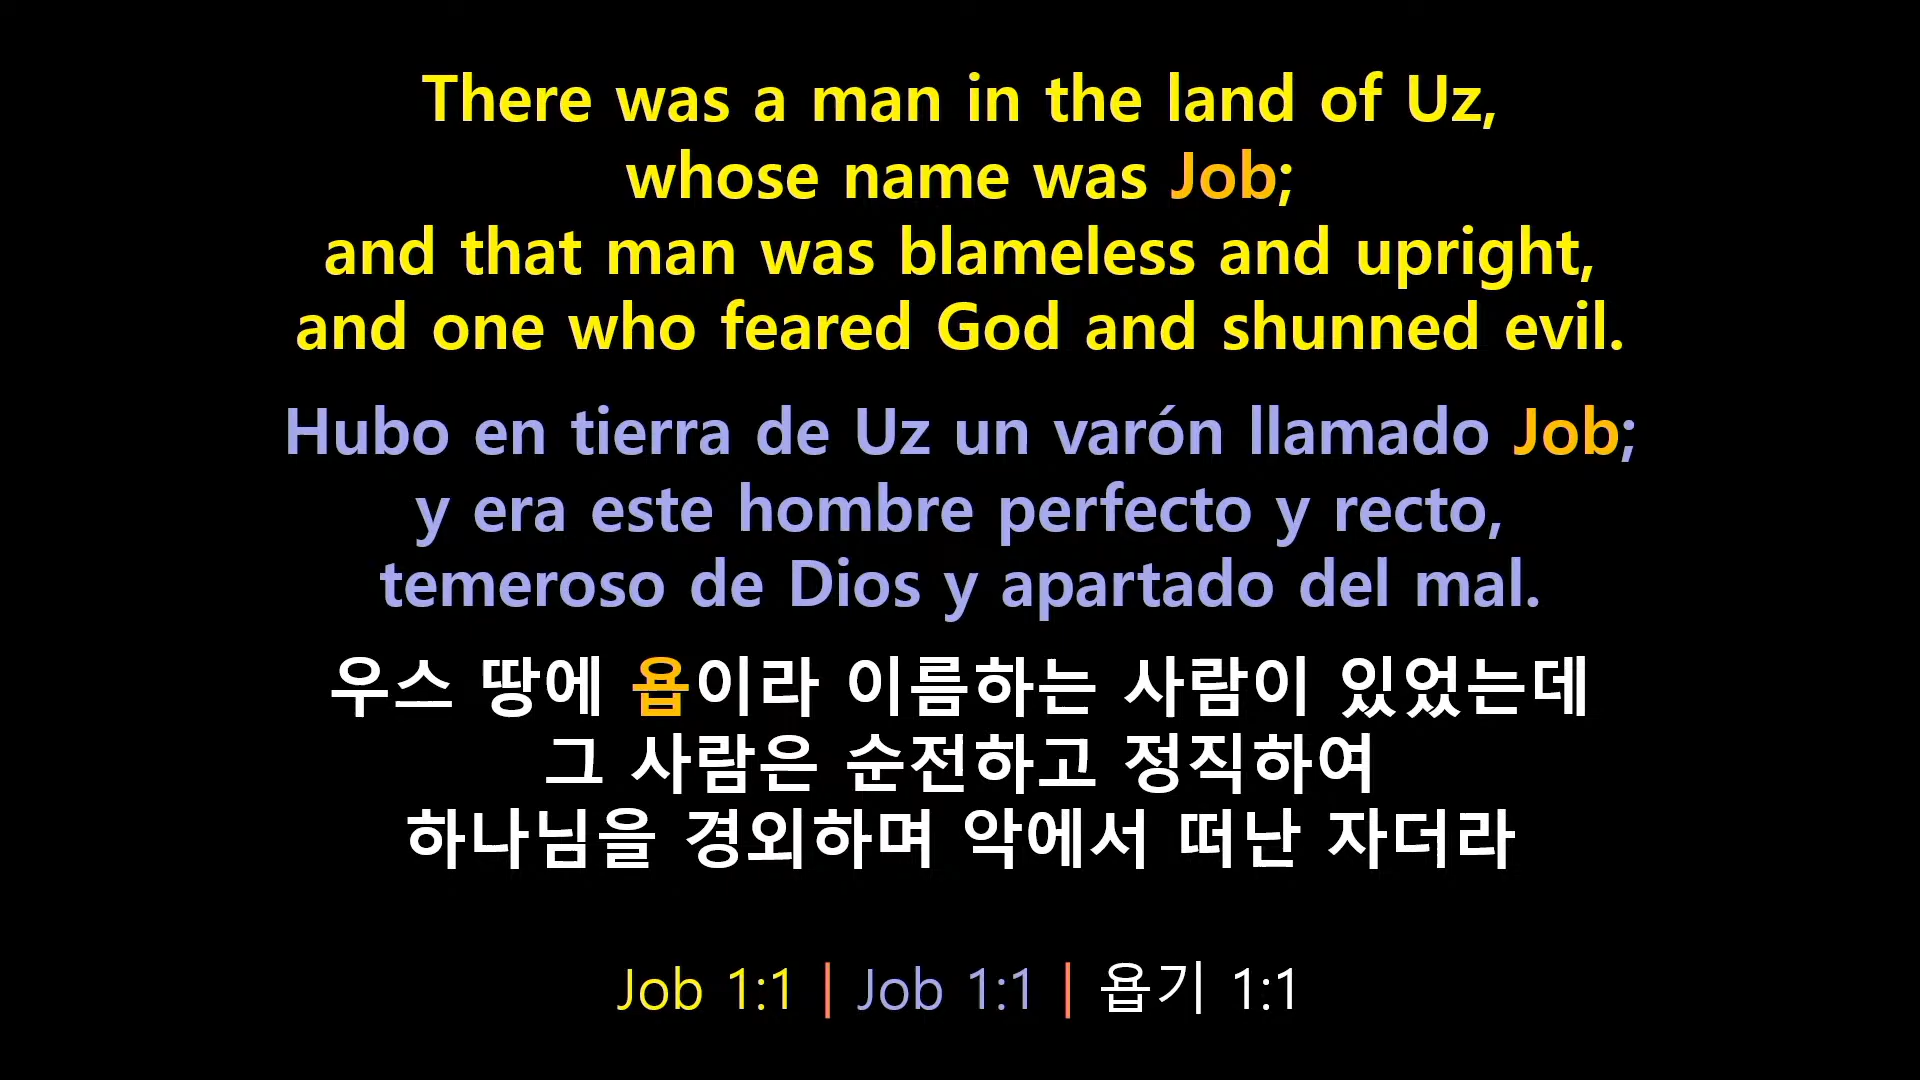 There was a man in the land of Uz,
whose name was Job;
and that man was blameless and upright,
and one who feared God and shunned evil.
Hubo en tierra de Uz un varón llamado Job;
y era este hombre perfecto y recto,
temeroso de Dios y apartado del mal.
우스 땅에 욥이라 이름하는 사람이 있었는데
그 사람은 순전하고 정직하여
하나님을 경외하며 악에서 떠난 자더라
Job 1:1 | Job 1:1 | 욥기 1:1